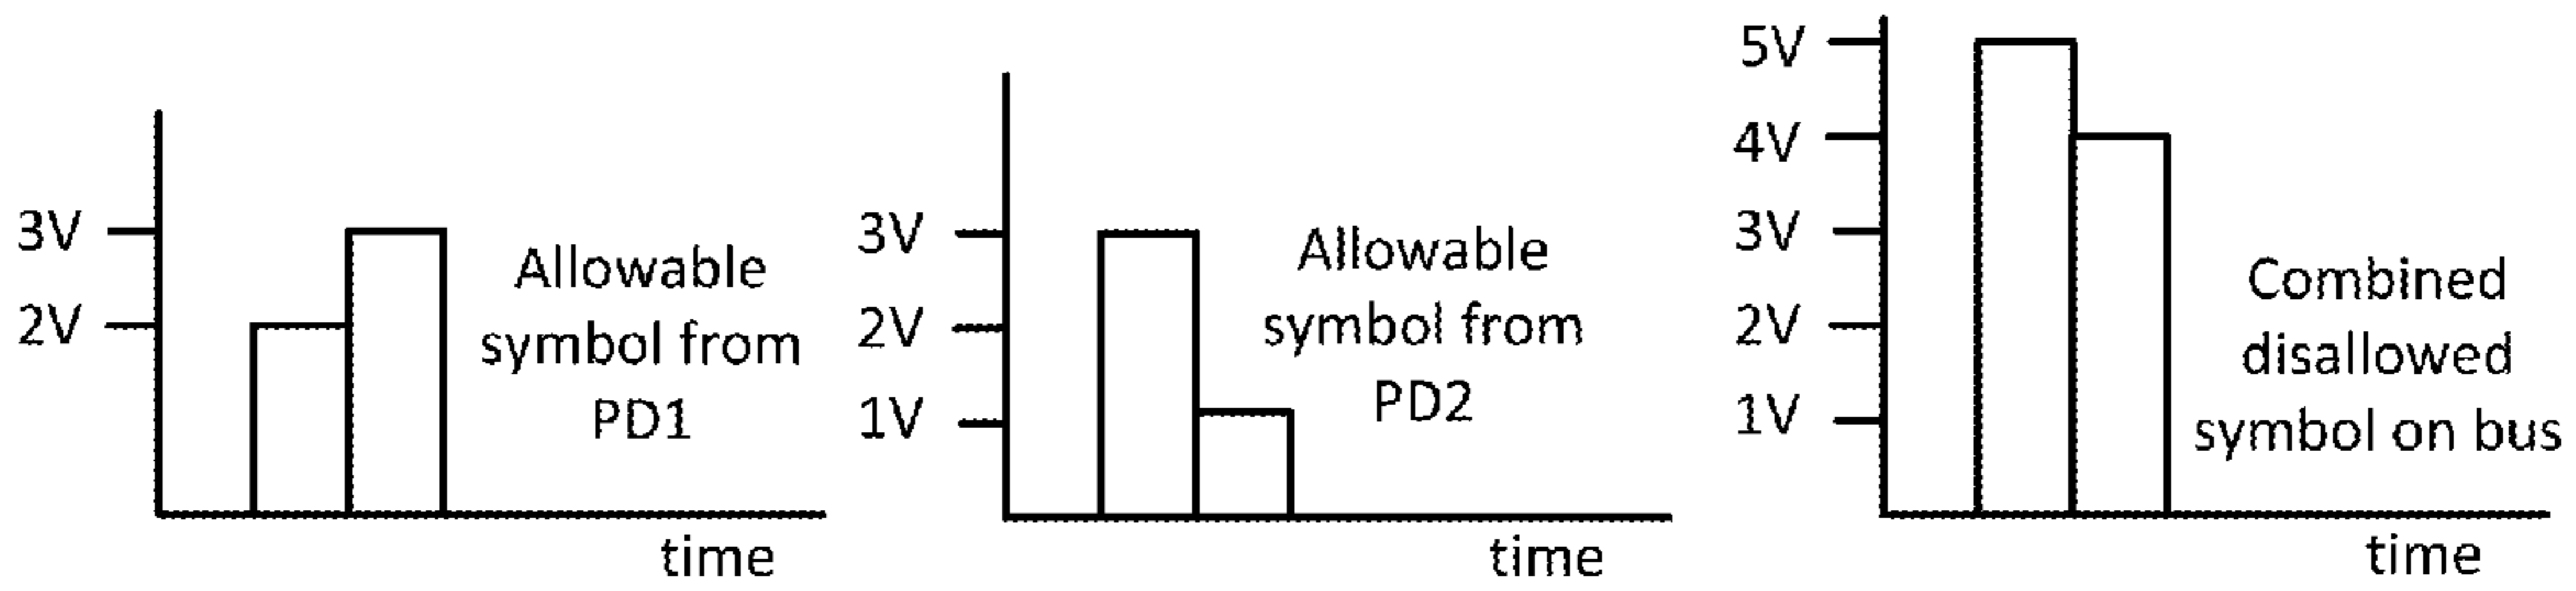 3V
2V
Allowable
symbol from
PD1
time
3V
2V
1V
Allowable
symbol from
PD2
time
5V
4V
3V
2V
1V
Combined
disallowed
symbol on bus
time